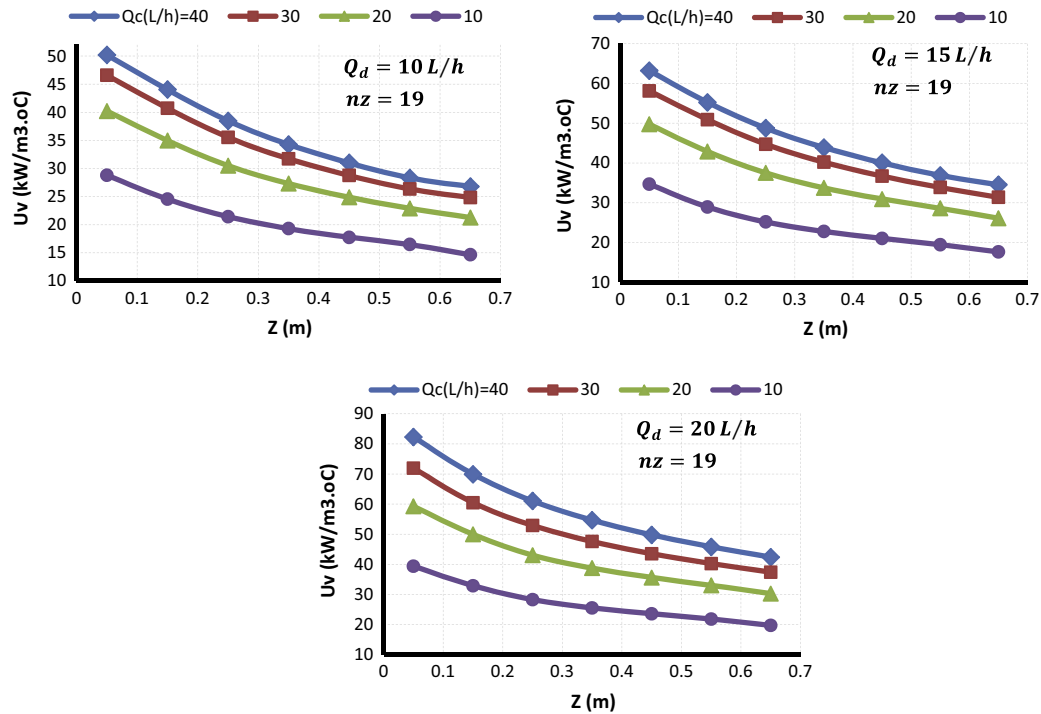 Qc(L/h)=40 30 20 10
Q_d = 10 L/h
nz = 19
Uv (kW/m3.oC)
50
45
40
35
30
25
20
15
10
0 0.1 0.2 0.3 0.4 0.5 0.6 0.7
Z (m)
Qc(L/h)=40 30 20 10
Q_d = 15 L/h
nz = 19
Uv (kW/m3.oC)
70
60
50
40
30
20
10
0 0.1 0.2 0.3 0.4 0.5 0.6 0.7
Z (m)
Qc(L/h)=40 30 20 10
Q_d = 20 L/h
nz = 19
Uv (kW/m3.oC)
90
80
70
60
50
40
30
20
10
0 0.1 0.2 0.3 0.4 0.5 0.6 0.7
Z (m)